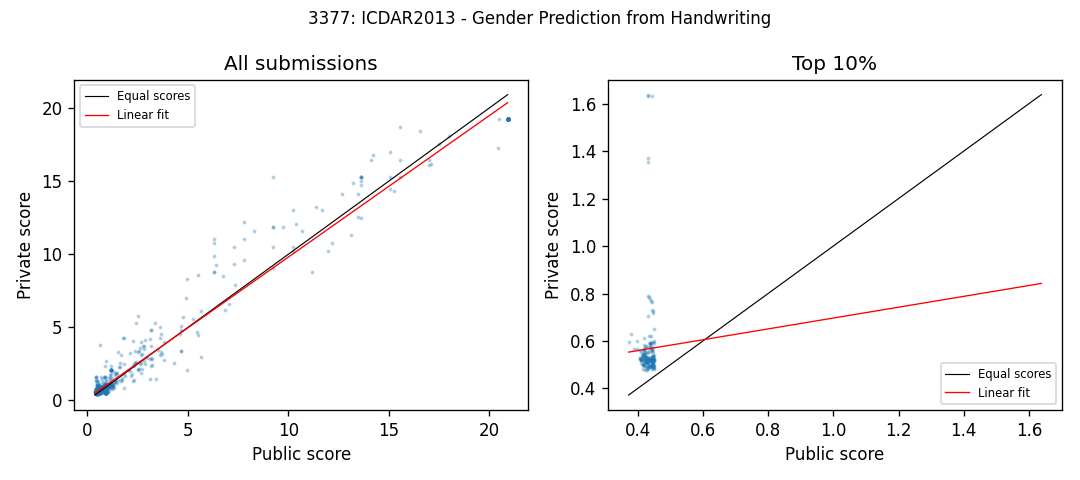 3377: ICDAR2013 - Gender Prediction from Handwriting
All submissions
Equal scores
Linear fit
20
15
10
5
0
Private score
0 5 10 15 20
Public score
Top 10%
1.6
1.4
1.2
1.0
0.8
0.6
0.4
Private score
Equal scores
Linear fit
0.4 0.6 0.8 1.0 1.2 1.4 1.6
Public score